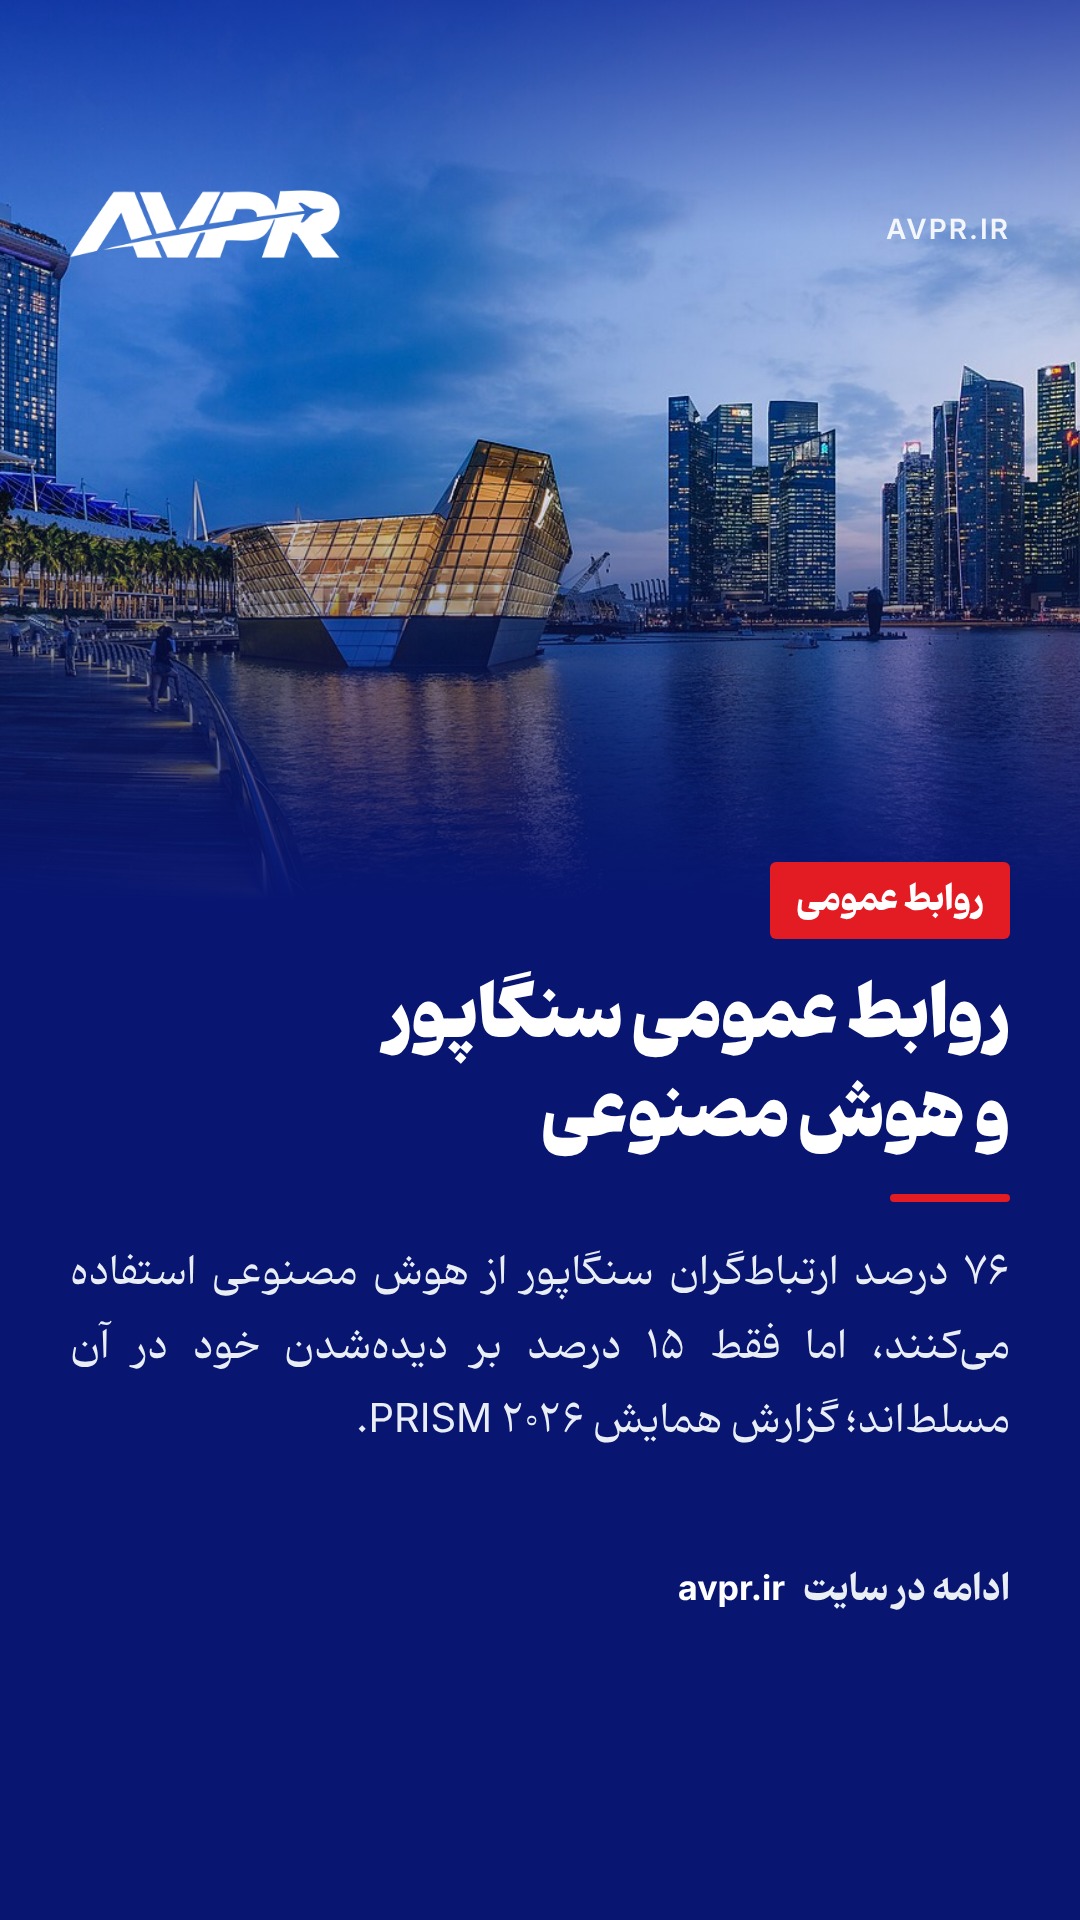 AVPR
AVPR.IR
روابط عمومی
روابط عمومی سنگاپور
و هوش مصنوعی
۷۶ درصد ارتباط‌گران سنگاپور از هوش مصنوعی استفاده
می‌کنند، اما فقط ۱۵ درصد بر دیده‌شدن خود در آن
مسلط‌اند؛ گزارش همایش PRISM ۲۰۲۶.
ادامه در سایت avpr.ir